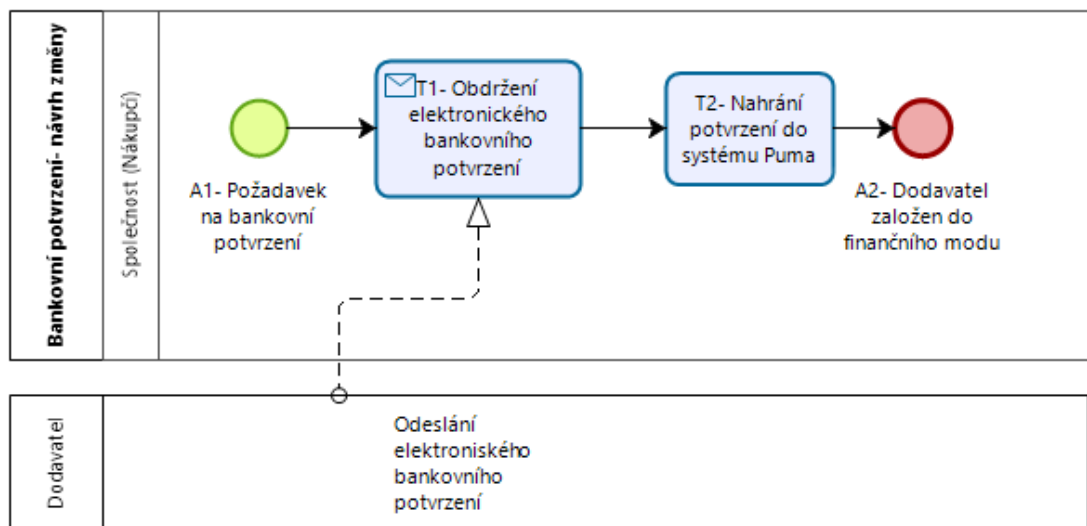 Bankovní potvrzení- návrh změny
Společnost (Nákupčí)
A1- Požadavek
na bankovní
potvrzení
T1- Obdržení
elektronického
bankovního
potvrzení
T2- Nahrání
potvrzení do
systému Puma
A2- Dodavatel
založen do
finančního modu
Dodavatel
Odeslání
elektroniského
bankovního
potvrzení